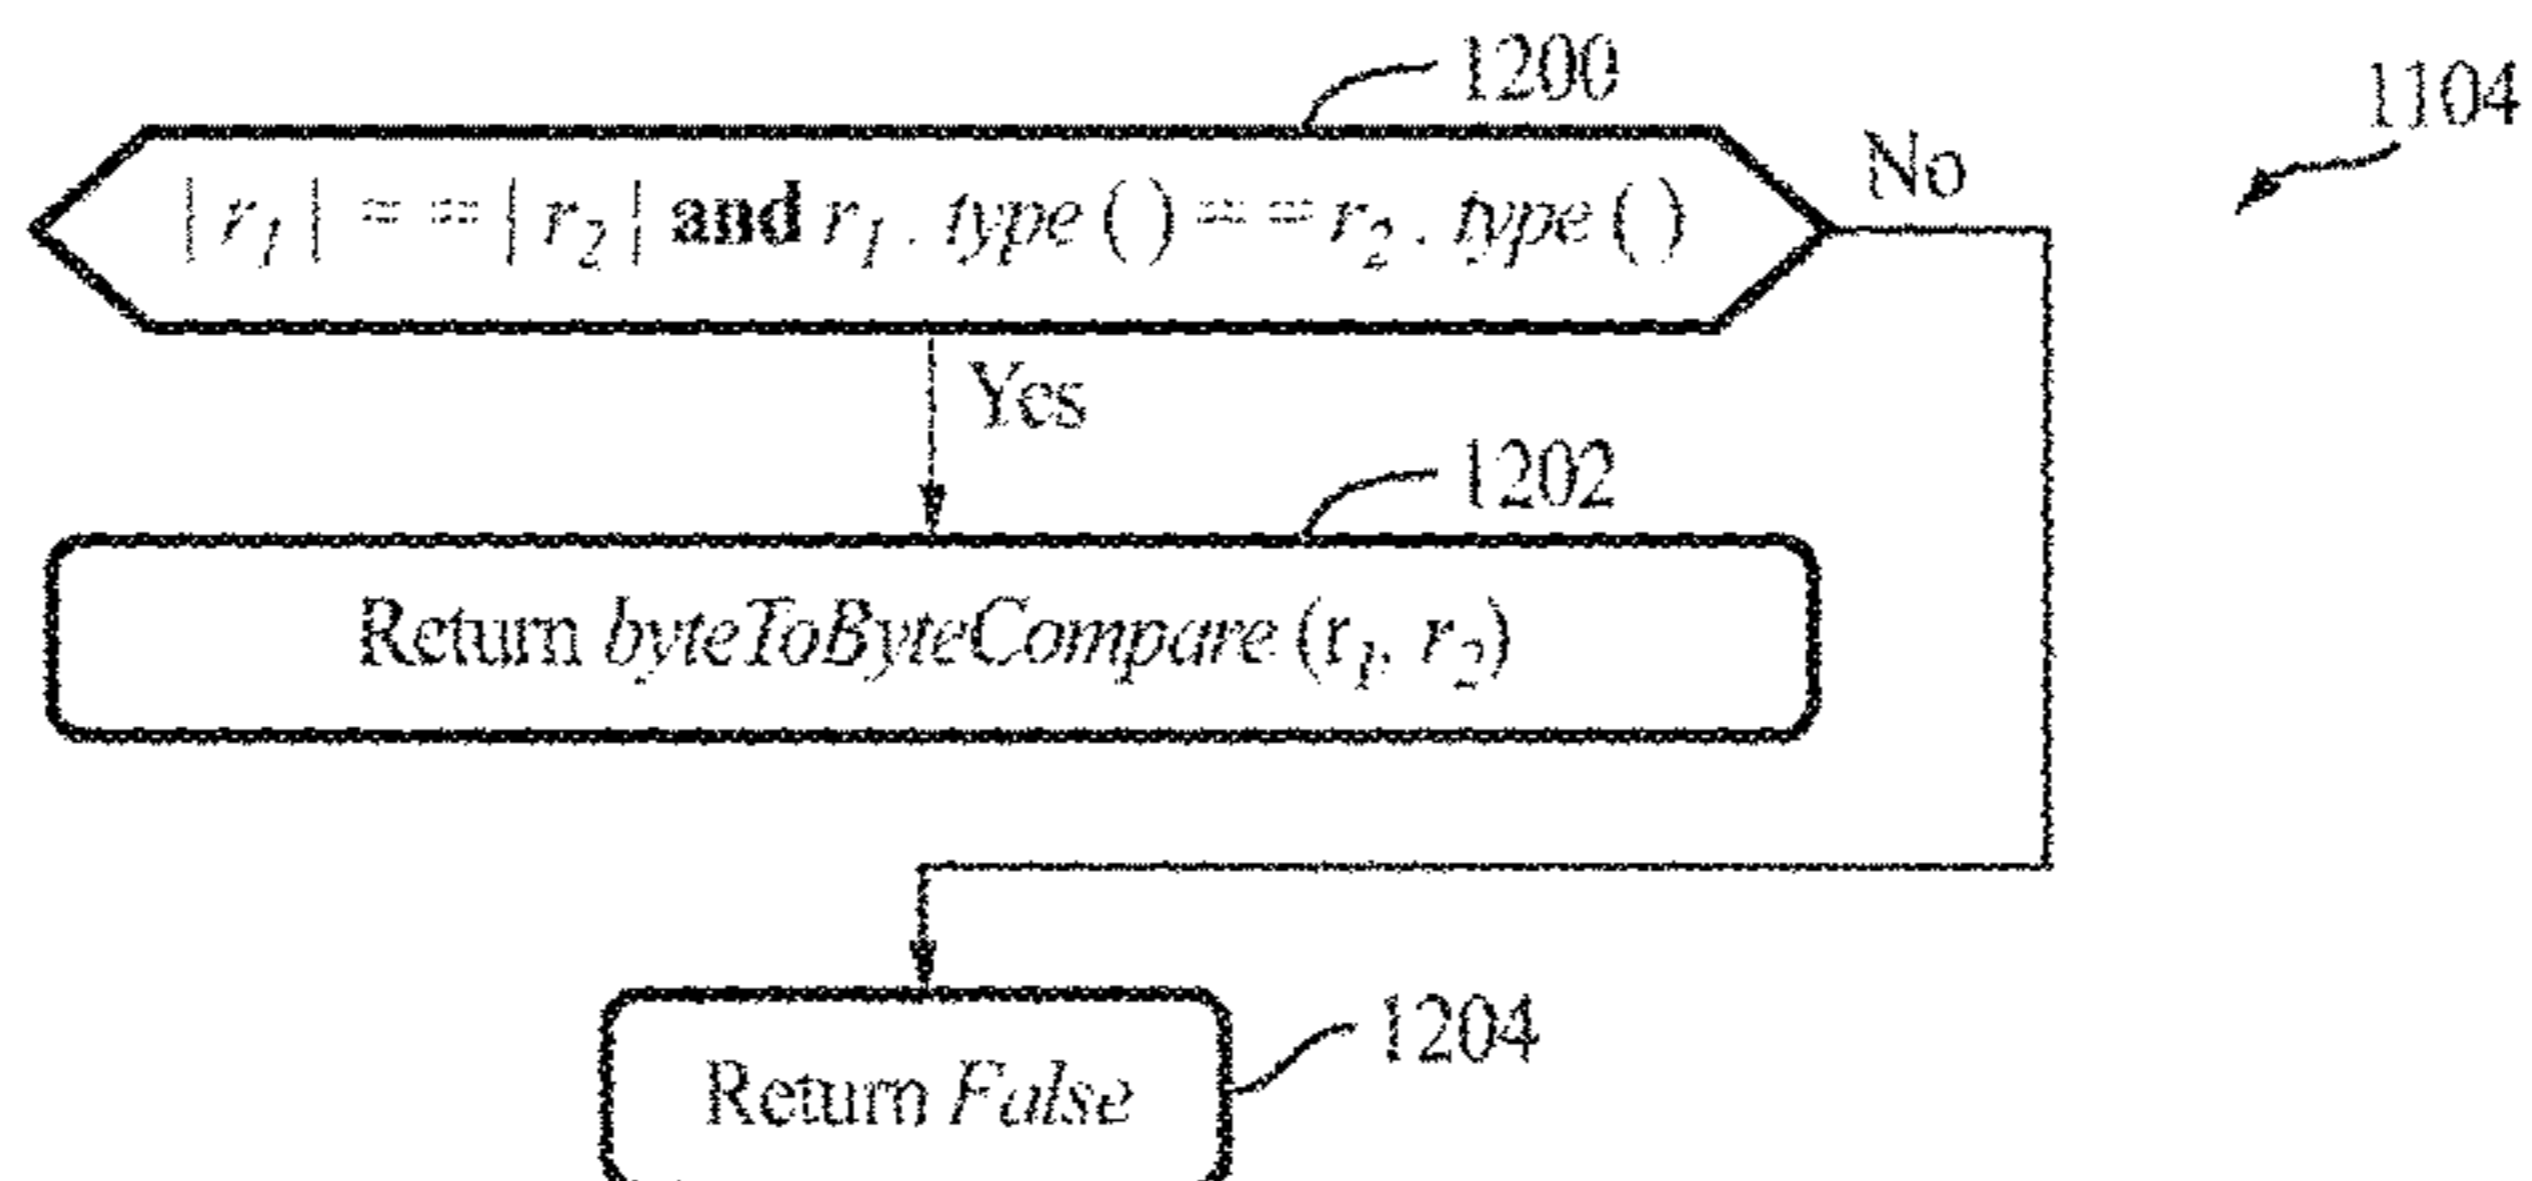 1200
1104
| r1 | = = | r2 | and r1 . type ( ) = = r2 . type ( )
No
Yes
1202
Return byteToByteCompare (r1, r2)
1204
Return False